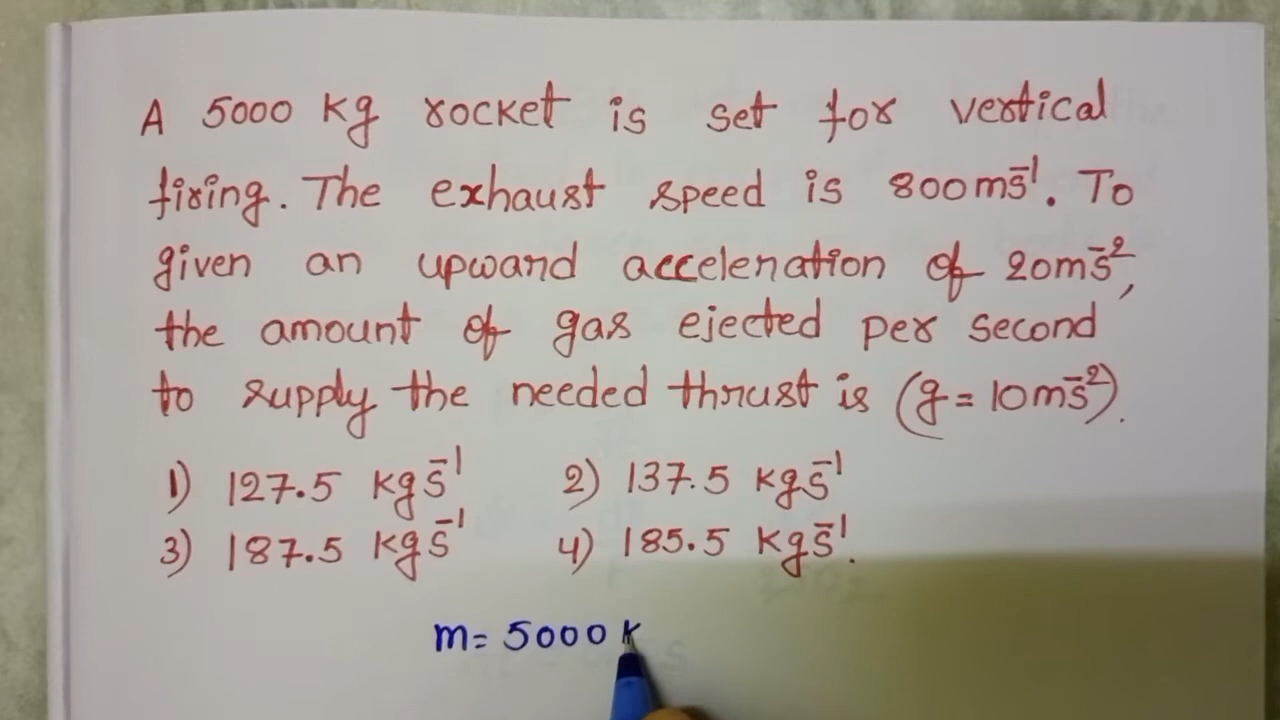 A 5000 Kg rocket is set for vertical
firing. The exhaust speed is 800ms⁻¹. To
given an upward acceleration of 20ms⁻²,
the amount of gas ejected per second
to supply the needed thrust is (g = 10ms⁻²).
1) 127.5 Kgs⁻¹ 2) 137.5 Kgs⁻¹
3) 187.5 Kgs⁻¹ 4) 185.5 Kgs⁻¹.
m = 5000 K